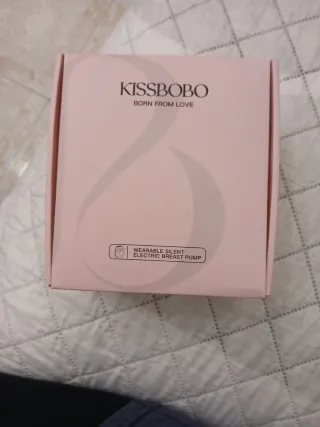 KISSBOBO
BORN FROM LOVE
WEARABLE SILENT
ELECTRIC BREAST PUMP